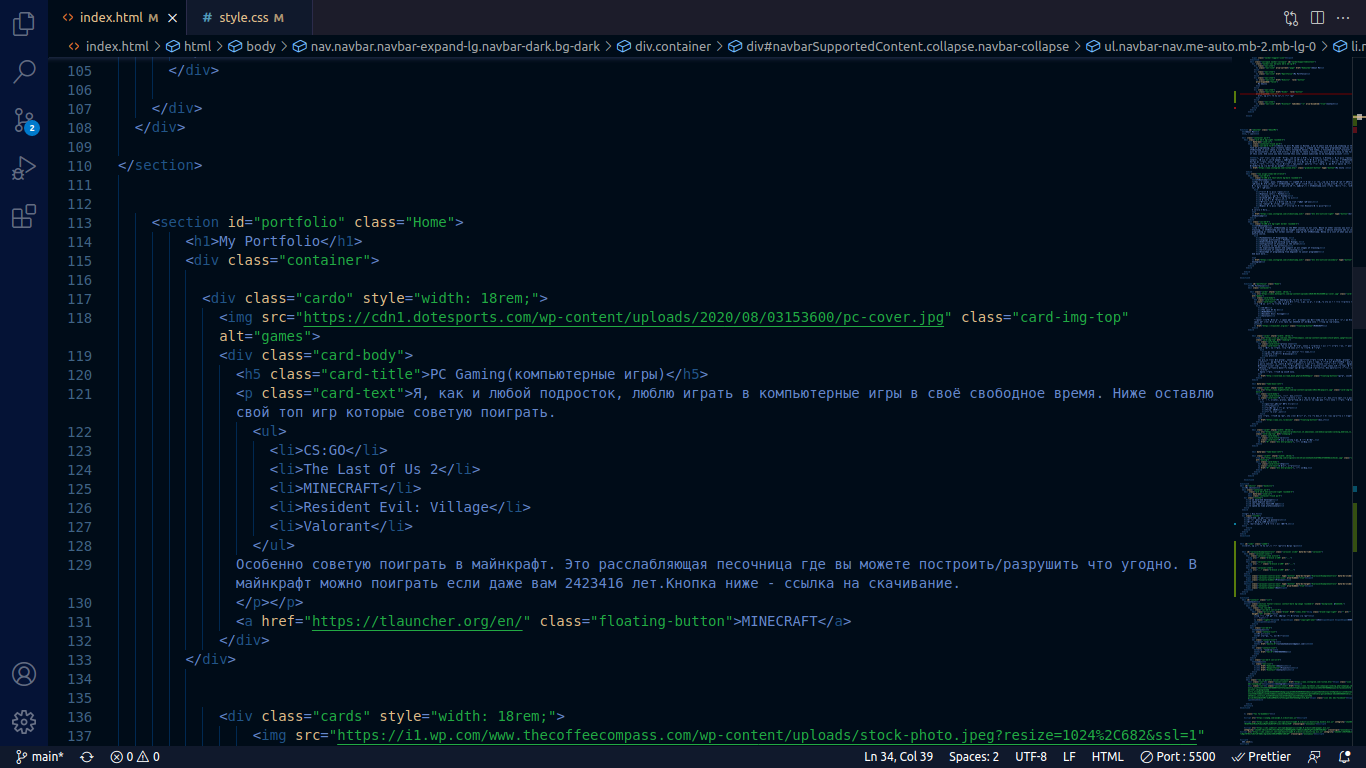 index.html M
style.css M
index.html > html > body > nav.navbar.navbar-expand-lg.navbar-dark.bg-dark > div.container > div#navbarSupportedContent.collapse.navbar-collapse > ul.navbar-nav.me-auto.mb-2.mb-lg-0 >
105 </div>
106
107 </div>
108 </div>
109
110 </section>
111
112
113 <section id="portfolio" class="Home">
114 <h1>My Portfolio</h1>
115 <div class="container">
116
117 <div class="cardo" style="width: 18rem;">
118 <img src="https://cdn1.dotesports.com/wp-content/uploads/2020/08/03153600/pc-cover.jpg" class="card-img-top"
alt="games">
119 <div class="card-body">
120 <h5 class="card-title">PC Gaming(компьютерные игры)</h5>
121 <p class="card-text">Я, как и любой подросток, люблю играть в компьютерные игры в своё свободное время. Ниже оставлю
свой топ игр которые советую поиграть.
122 <ul>
123 <li>CS:GO</li>
124 <li>The Last Of Us 2</li>
125 <li>MINECRAFT</li>
126 <li>Resident Evil: Village</li>
127 <li>Valorant</li>
128 </ul>
129 Особенно советую поиграть в майнкрафт. Это расслабляющая песочница где вы можете построить/разрушить что угодно. В
майнкрафт можно поиграть если даже вам 2423416 лет.Кнопка ниже - ссылка на скачивание.
130 </p></p>
131 <a href="https://tlauncher.org/en/" class="floating-button">MINECRAFT</a>
132 </div>
133 </div>
134
135
136 <div class="cards" style="width: 18rem;">
137 <img src="https://i1.wp.com/www.thecoffeecompass.com/wp-content/uploads/stock-photo.jpeg?resize=1024%2C682&ssl=1"
2
main* 0 0 Ln 34, Col 39 Spaces: 2 UTF-8 LF HTML Port : 5500 Prettier